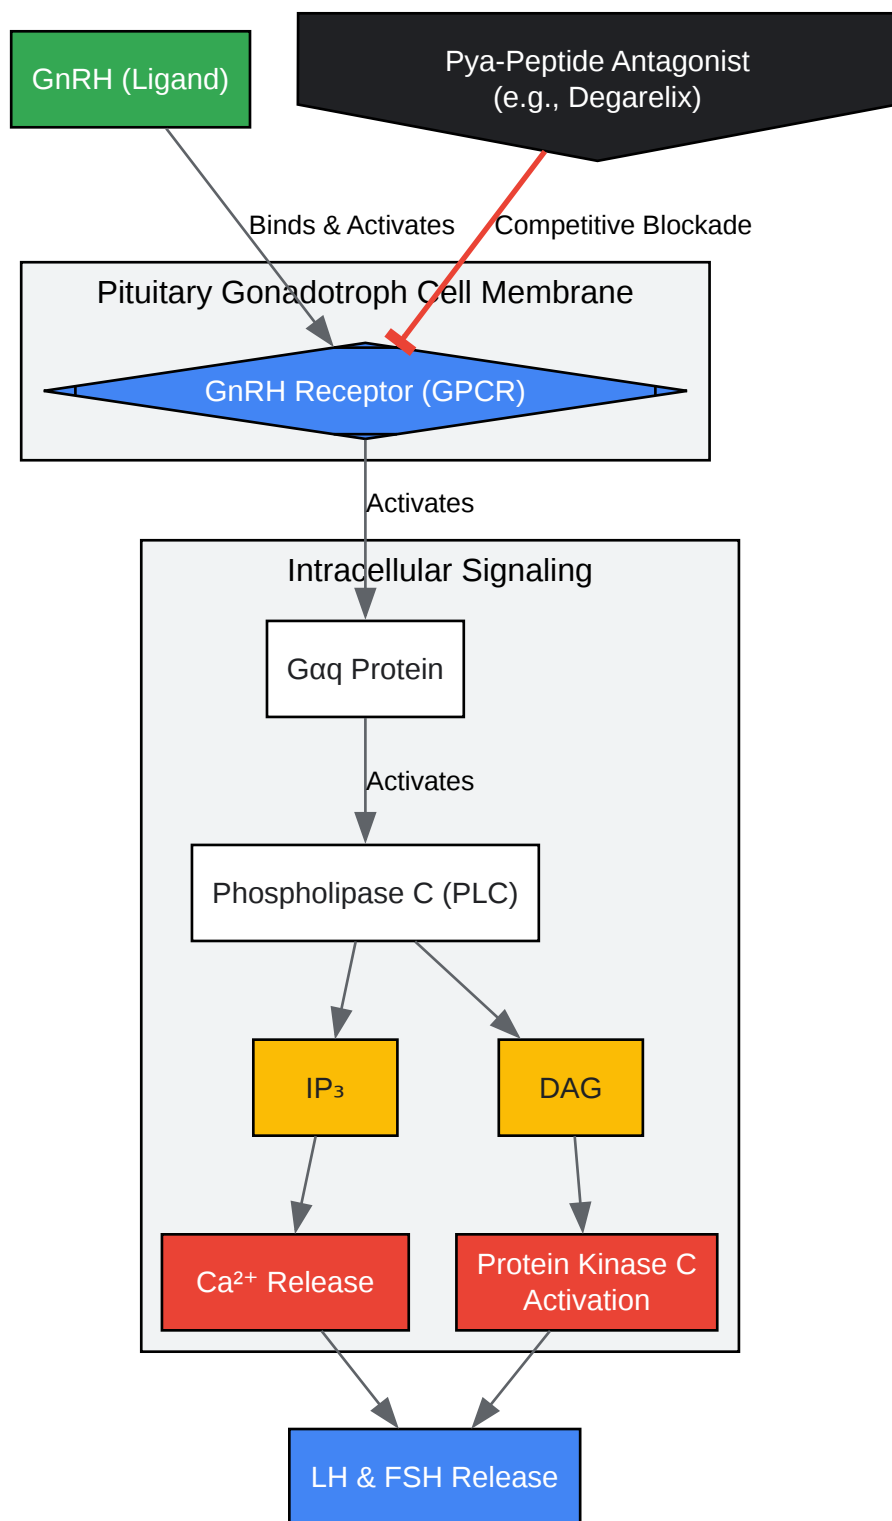 GnRH (Ligand)
Pya-Peptide Antagonist
(e.g., Degarelix)
Binds & Activates
Competitive Blockade
Pituitary Gonadotroph Cell Membrane
GnRH Receptor (GPCR)
Activates
Intracellular Signaling
Gαq Protein
Activates
Phospholipase C (PLC)
IP₃
DAG
Ca²⁺ Release
Protein Kinase C
Activation
LH & FSH Release